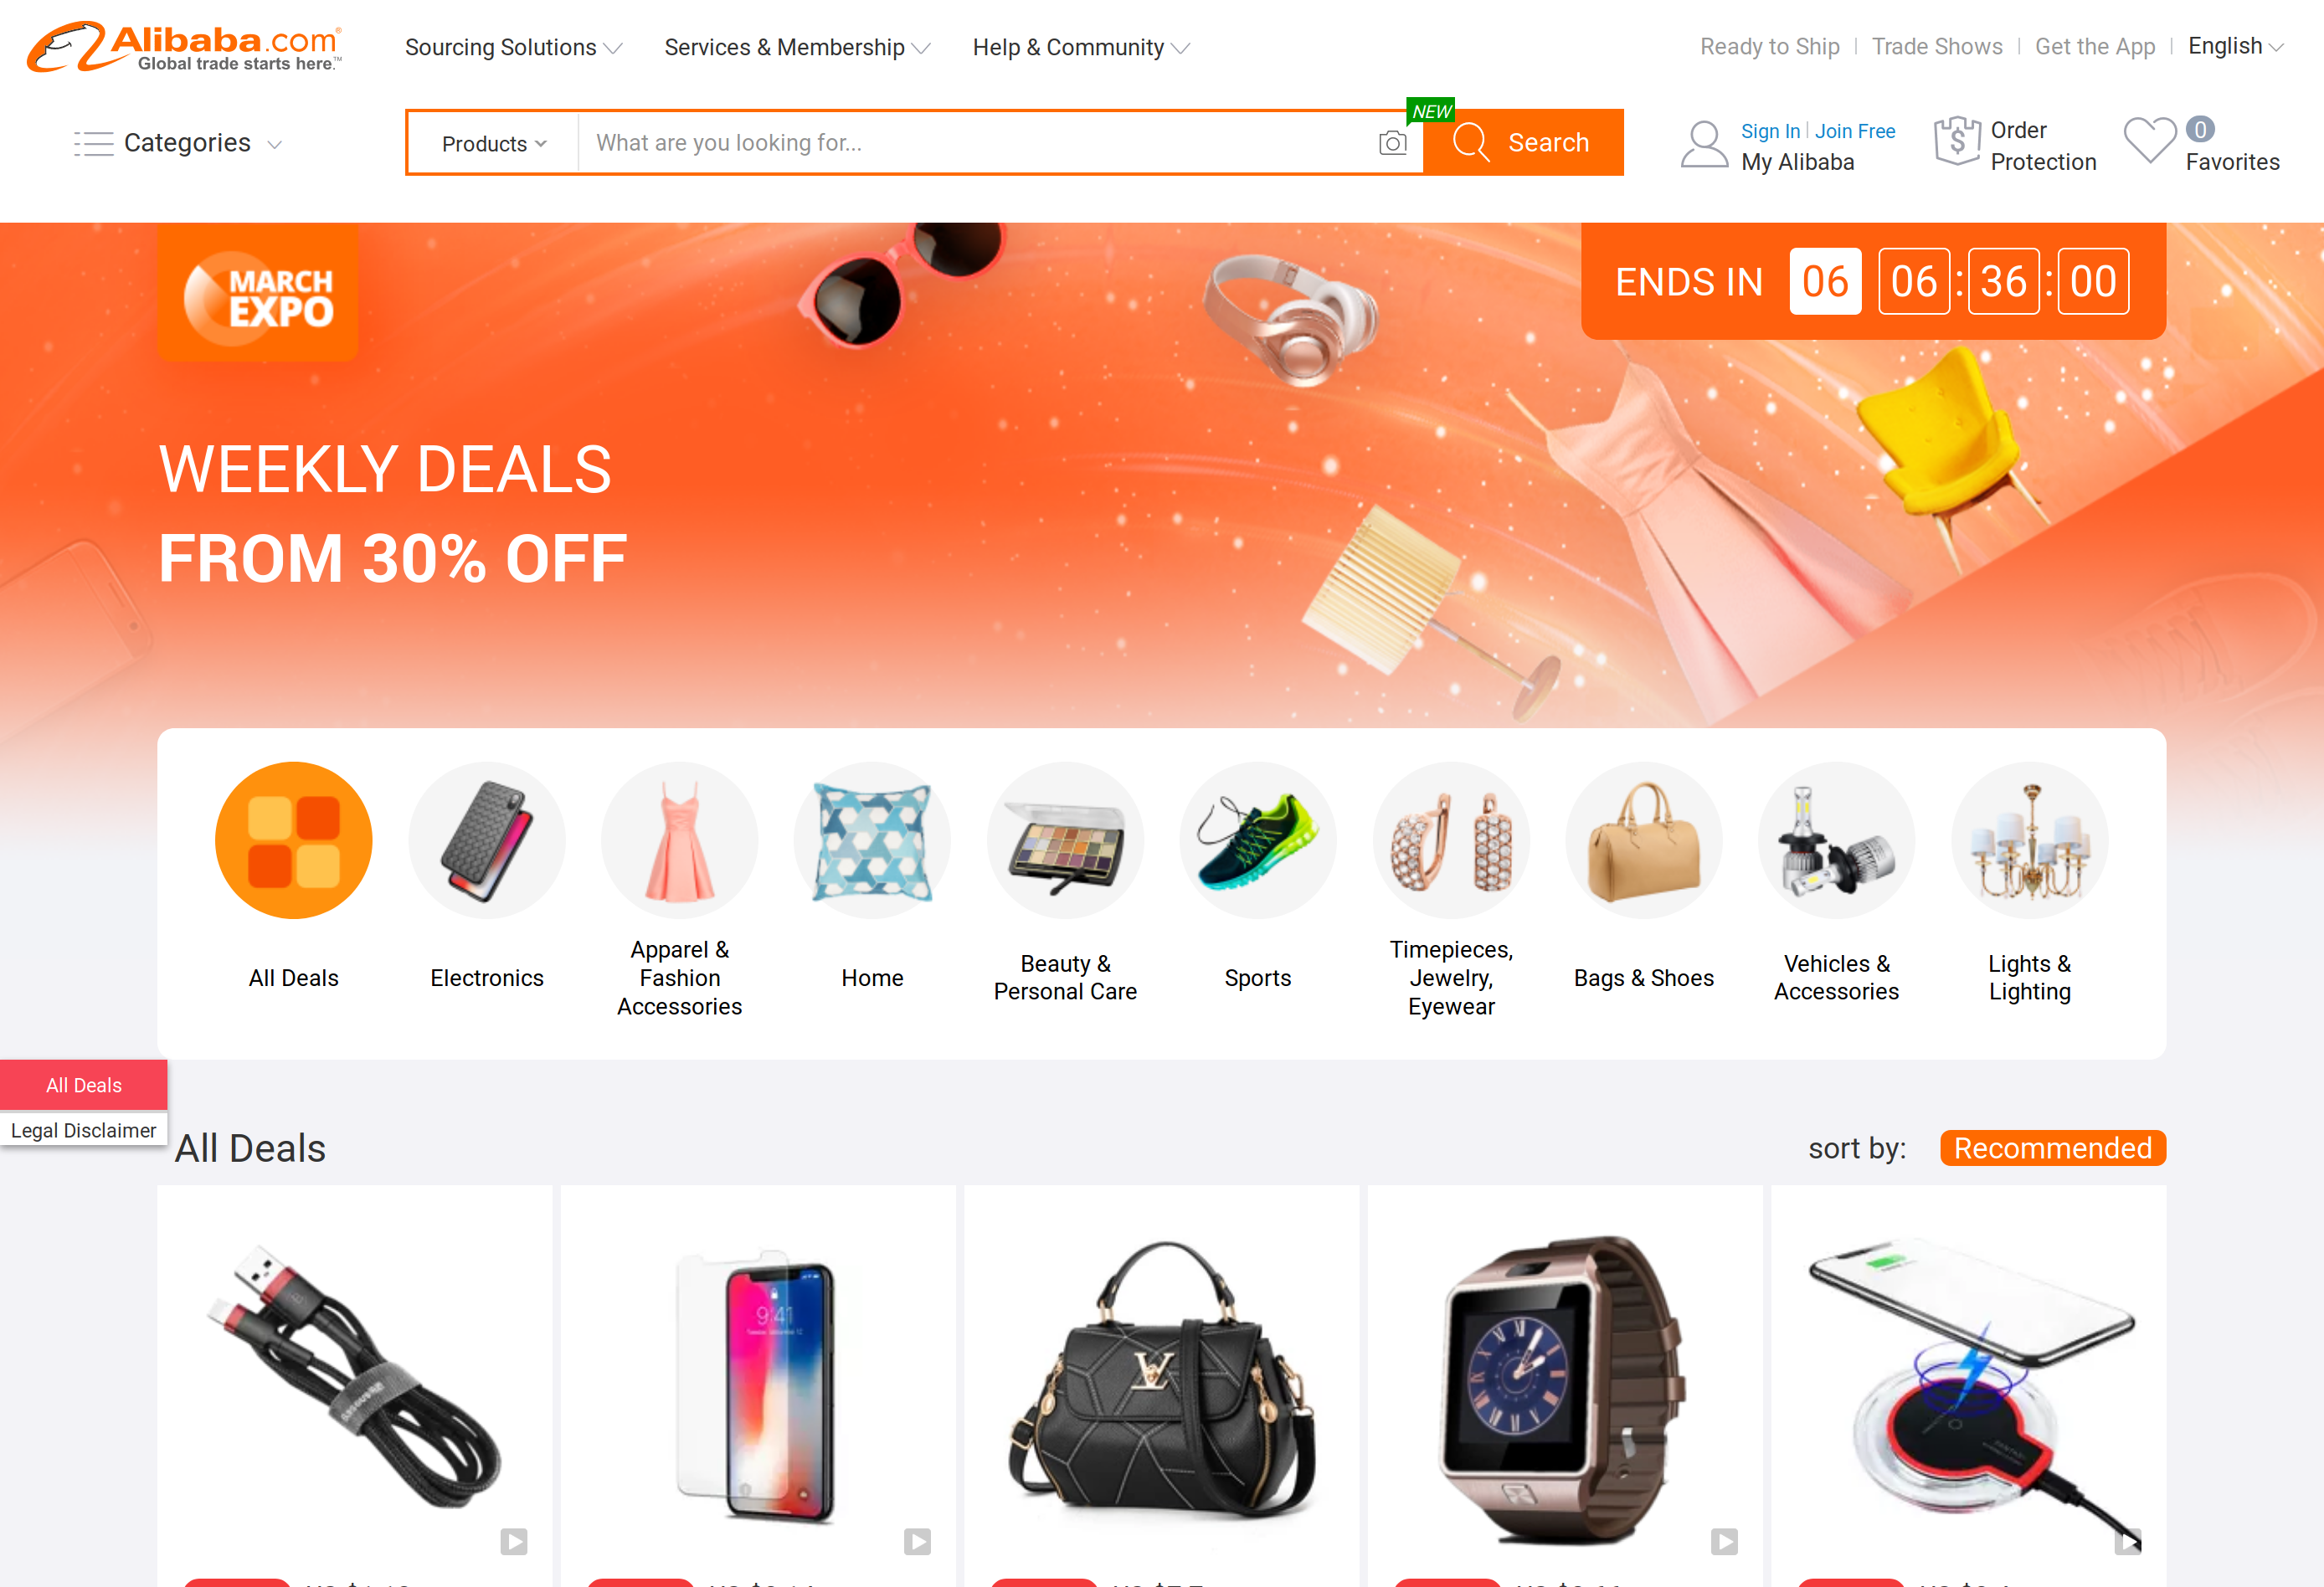 Alibaba.com
Global trade starts here.™
Sourcing Solutions
Services & Membership
Help & Community
Ready to Ship
Trade Shows
Get the App
English
Categories
Products
What are you looking for...
NEW
Search
Sign In
Join Free
My Alibaba
Order
Protection
0
Favorites
MARCH
EXPO
ENDS IN 06 06:36:00
WEEKLY DEALS
FROM 30% OFF
All Deals
Electronics
Apparel &
Fashion
Accessories
Home
Beauty &
Personal Care
Sports
Timepieces,
Jewelry,
Eyewear
Bags & Shoes
Vehicles &
Accessories
Lights &
Lighting
All Deals
Legal Disclaimer
All Deals
sort by:
Recommended
9:41